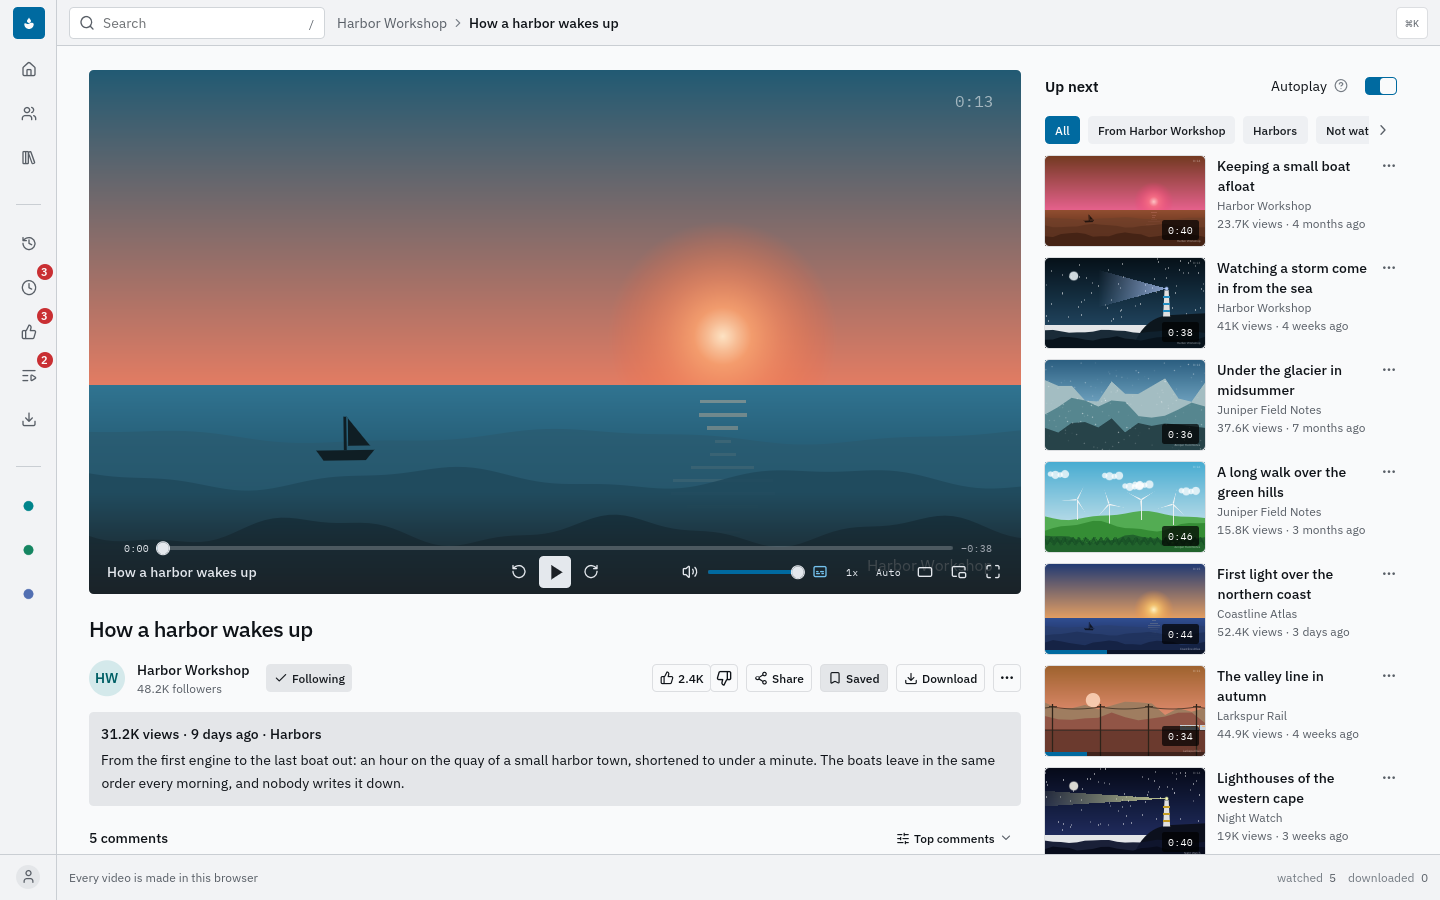 Search
/
Harbor Workshop
How a harbor wakes up
⌘K
0:13
0:00
−0:38
How a harbor wakes up
Harbor Workshop
1x
Auto
How a harbor wakes up
HW
Harbor Workshop
48.2K followers
Following
2.4K
Share
Saved
Download
31.2K views · 9 days ago · Harbors
From the first engine to the last boat out: an hour on the quay of a small harbor town, shortened to under a minute. The boats leave in the same
order every morning, and nobody writes it down.
5 comments
Top comments
Up next
Autoplay
All
From Harbor Workshop
Harbors
Not wat
0:40
Keeping a small boat
afloat
Harbor Workshop
23.7K views · 4 months ago
0:38
Watching a storm come
in from the sea
Harbor Workshop
41K views · 4 weeks ago
0:36
Under the glacier in
midsummer
Juniper Field Notes
37.6K views · 7 months ago
0:46
A long walk over the
green hills
Juniper Field Notes
15.8K views · 3 months ago
0:44
First light over the
northern coast
Coastline Atlas
52.4K views · 3 days ago
0:34
The valley line in
autumn
Larkspur Rail
44.9K views · 4 weeks ago
0:40
Lighthouses of the
western cape
Night Watch
19K views · 3 weeks ago
3
3
2
Every video is made in this browser
watched 5
downloaded 0